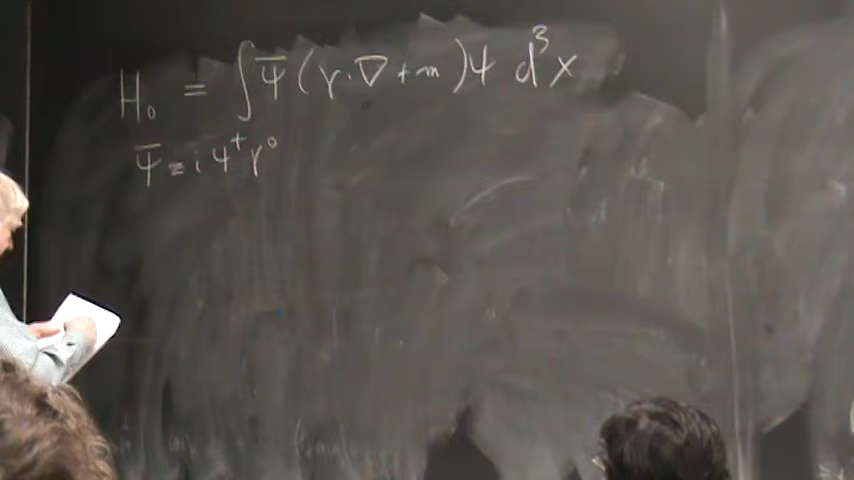 H₀ = ∫ Ψ̄ (γ·∇ + m) Ψ d³x
Ψ̄ = i Ψ⁺ γ⁰